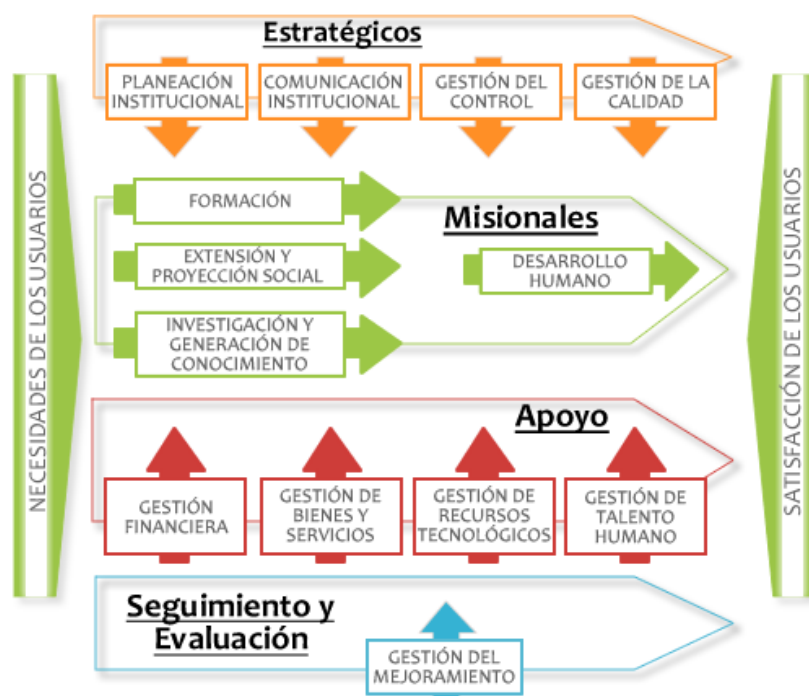 Estratégicos
PLANEACIÓN
INSTITUCIONAL
COMUNICACIÓN
INSTITUCIONAL
GESTIÓN DEL
CONTROL
GESTIÓN DE LA
CALIDAD
NECESIDADES DE LOS USUARIOS
Misionales
FORMACIÓN
EXTENSIÓN Y
PROYECCIÓN SOCIAL
INVESTIGACIÓN Y
GENERACIÓN DE
CONOCIMIENTO
DESARROLLO
HUMANO
SATISFACCIÓN DE LOS USUARIOS
Apoyo
GESTIÓN
FINANCIERA
GESTIÓN DE
BIENES Y
SERVICIOS
GESTIÓN DE
RECURSOS
TECNOLÓGICOS
GESTIÓN DE
TALENTO
HUMANO
Seguimiento y
Evaluación
GESTIÓN DEL
MEJORAMIENTO